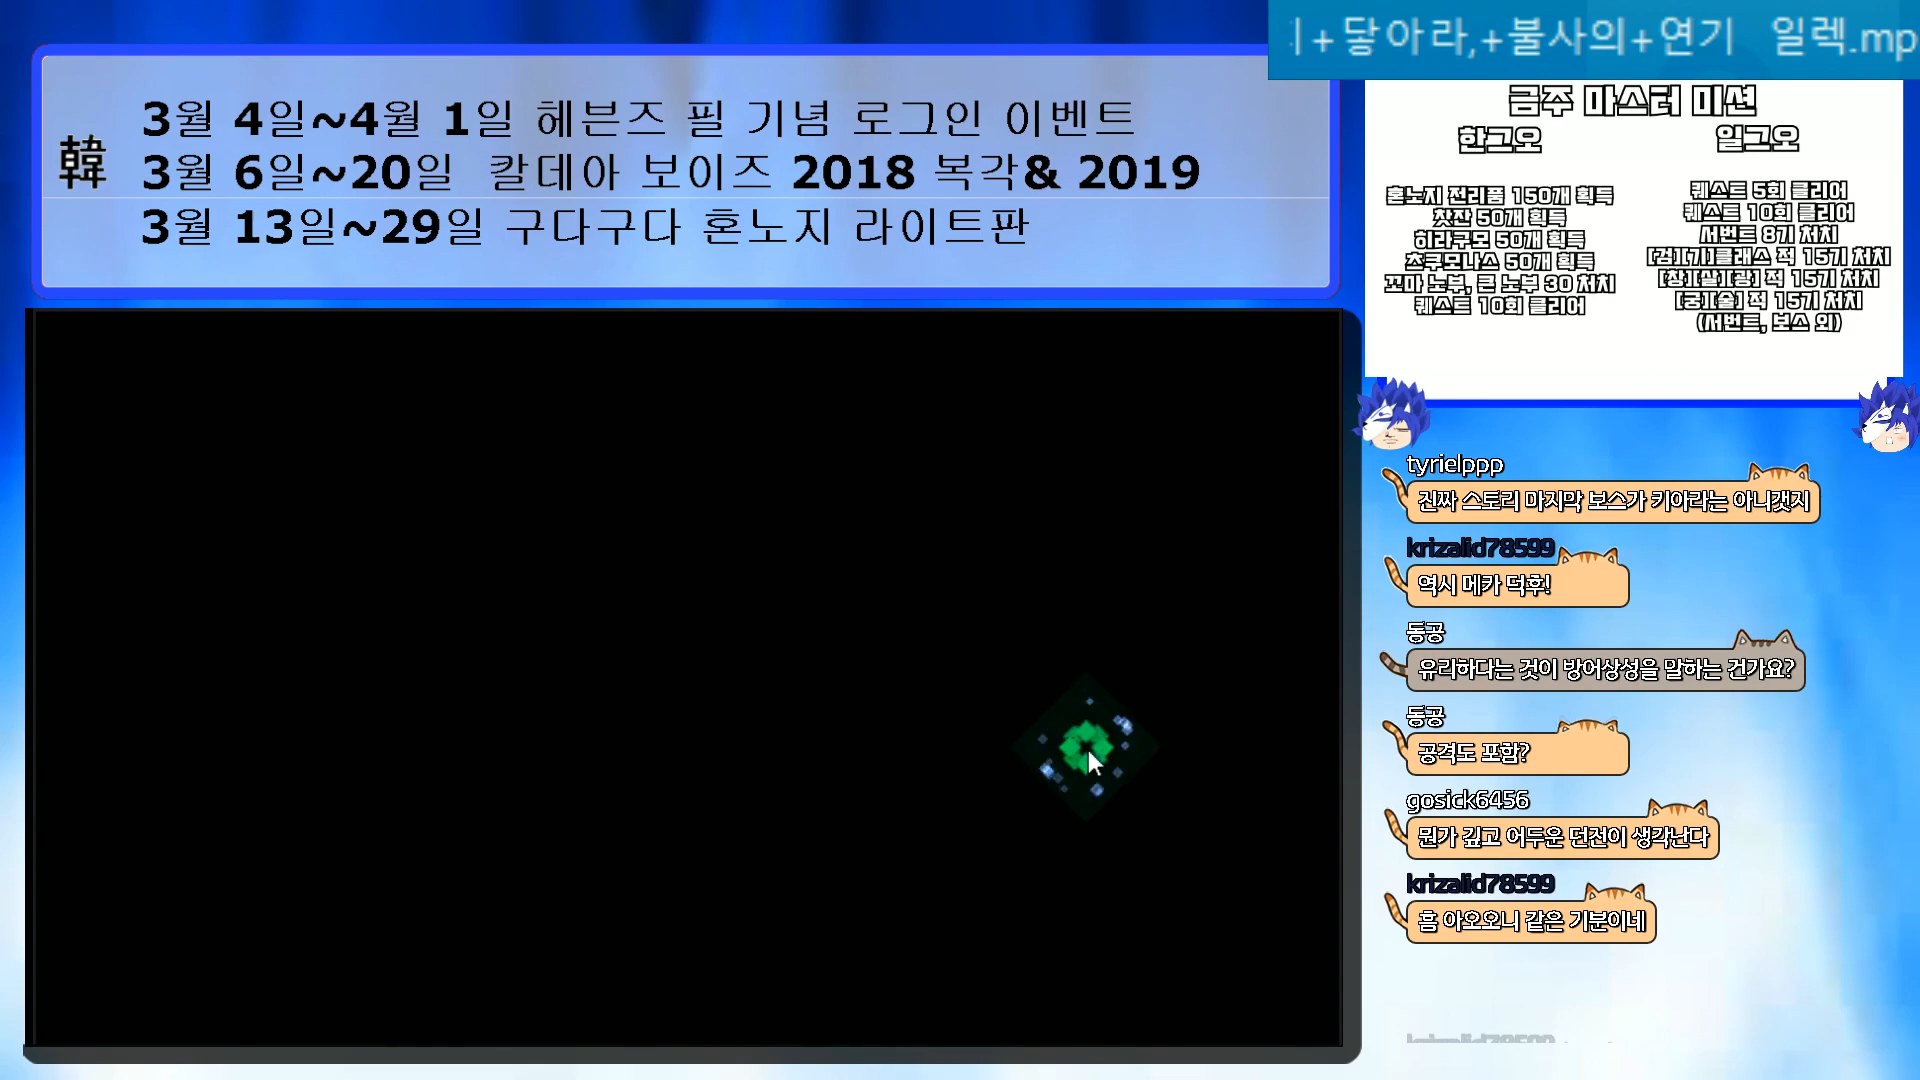 닿아라,+불사의+연기 일렉.mp
3월 4일~4월 1일 헤븐즈 필 기념 로그인 이벤트
韓
3월 6일~20일 칼데아 보이즈 2018 복각& 2019
3월 13일~29일 구다구다 혼노지 라이트판
금주 마스터 미션
한그오
혼노지 전리품 150개 획득
찻잔 50개 획득
히라구모 50개 획득
츠쿠모나스 50개 획득
꼬마 노부, 큰 노부 30 처치
퀘스트 10회 클리어
일그오
퀘스트 5회 클리어
퀘스트 10회 클리어
서번트 8기 처치
[검][기]클래스 적 15기 처치
[창][살][광] 적 15기 처치
[궁][술] 적 15기 처치
(서번트, 보스 외)
tyrielppp
진짜 스토리 마지막 보스가 키아라는 아니겟지
krizalid78599
역시 메카 덕후!
동공
유리하다는 것이 방어상성을 말하는 건가요?
동공
공격도 포함?
gosick6456
뭔가 깊고 어두운 던전이 생각난다
krizalid78599
흠 아오오니 같은 기분이네
krizalid78599